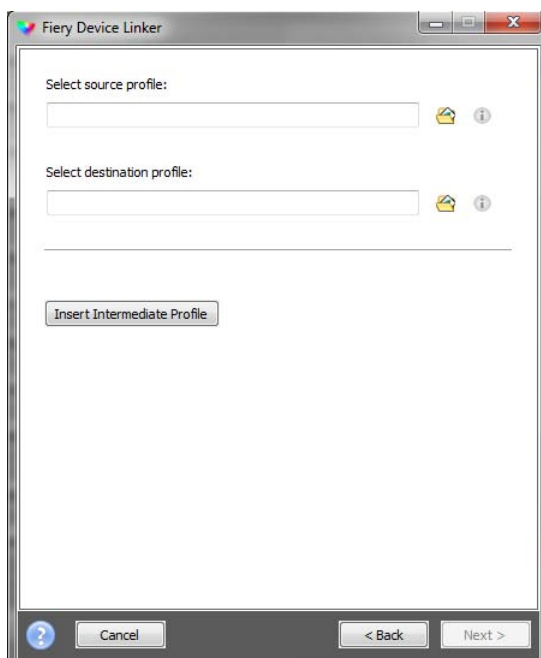 Fiery Device Linker
Select source profile:
Select destination profile:
Insert Intermediate Profile
Cancel
< Back
Next >